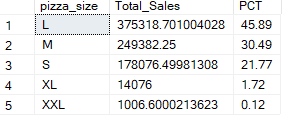 pizza_size Total_Sales PCT
1 L 375318.701004028 45.89
2 M 249382.25 30.49
3 S 178076.49981308 21.77
4 XL 14076 1.72
5 XXL 1006.6000213623 0.12